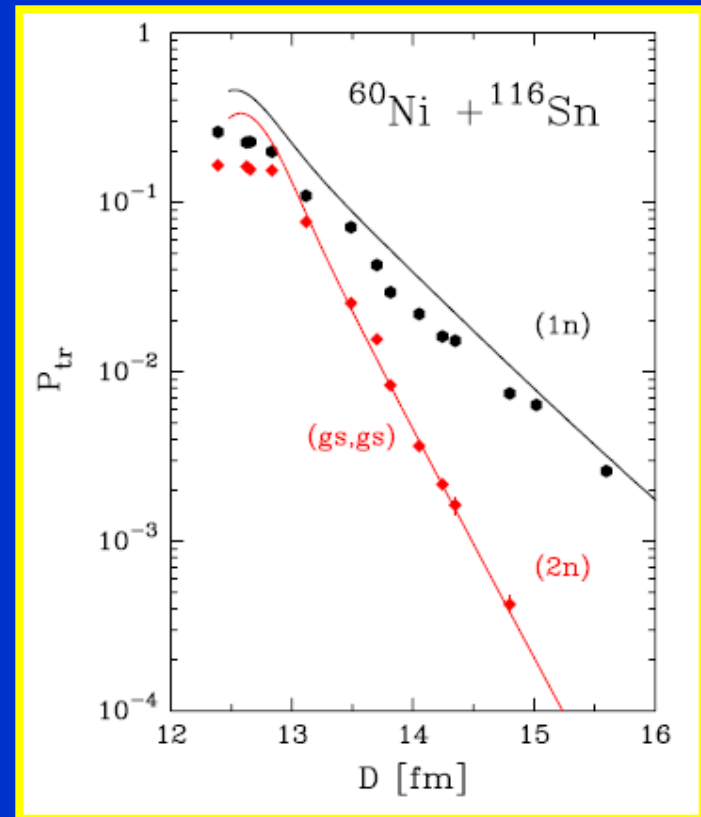 1
⁶⁰Ni + ¹¹⁶Sn
10⁻¹
(1n)
10⁻²
P_tr
(gs,gs)
10⁻³
(2n)
10⁻⁴
12 13 14 15 16
D [fm]